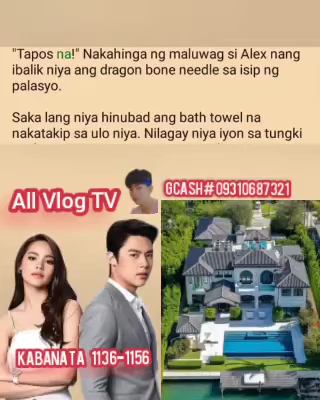 "Tapos na!" Nakahinga ng maluwag si Alex nang
ibalik niya ang dragon bone needle sa isip ng
palasyo.
Saka lang niya hinubad ang bath towel na
nakatakip sa ulo niya. Nilagay niya iyon sa tungki
All Vlog TV
GCASH#09310687321
KABANATA 1136-1156